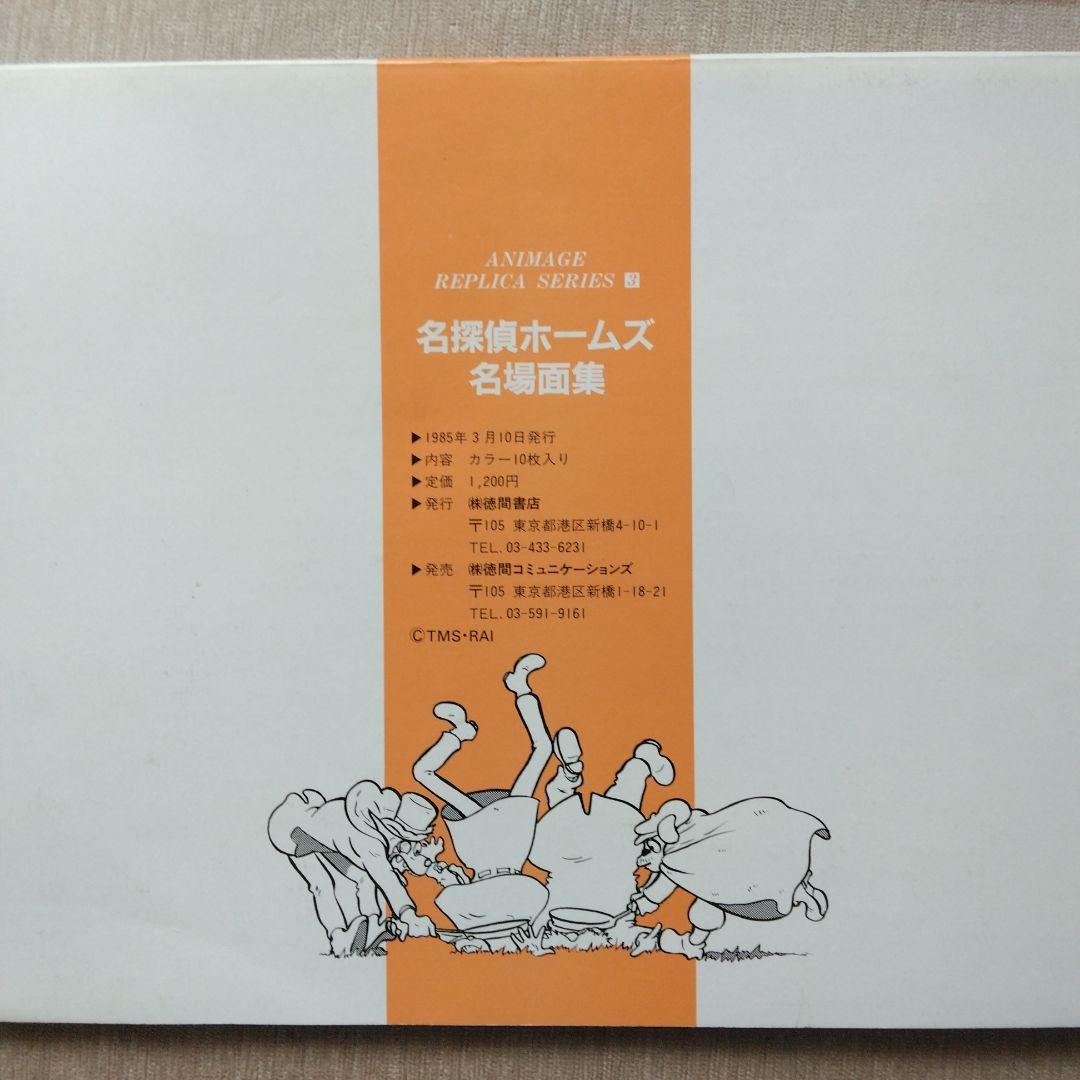 ANIMAGE
REPLICA SERIES 3
名探偵ホームズ
名場面集
▶1985年3月10日発行
▶内容 カラー10枚入り
▶定価 1,200円
▶発行 ㈱徳間書店
〒105 東京都港区新橋4-10-1
TEL. 03-433-6231
▶発売 ㈱徳間コミュニケーションズ
〒105 東京都港区新橋1-18-21
TEL. 03-591-9161
©TMS・RAI